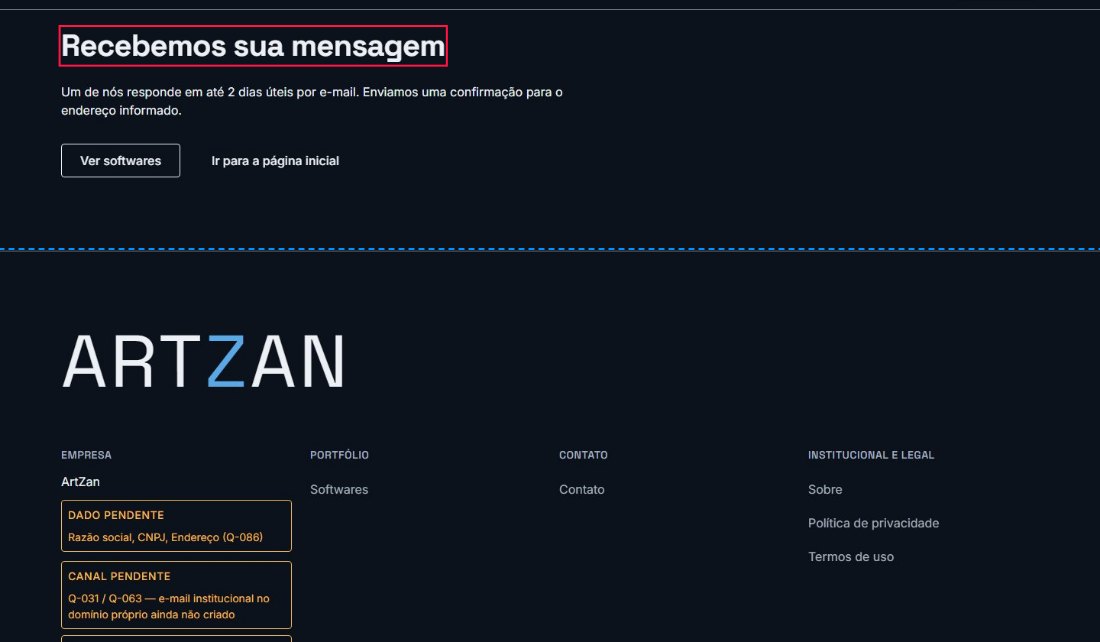 Recebemos sua mensagem
Um de nós responde em até 2 dias úteis por e-mail. Enviamos uma confirmação para o
endereço informado.
Ver softwares
Ir para a página inicial
ARTZAN
EMPRESA
ArtZan
DADO PENDENTE
Razão social, CNPJ, Endereço (Q-086)
CANAL PENDENTE
Q-031 / Q-063 — e-mail institucional no
domínio próprio ainda não criado
PORTFÓLIO
Softwares
CONTATO
Contato
INSTITUCIONAL E LEGAL
Sobre
Política de privacidade
Termos de uso